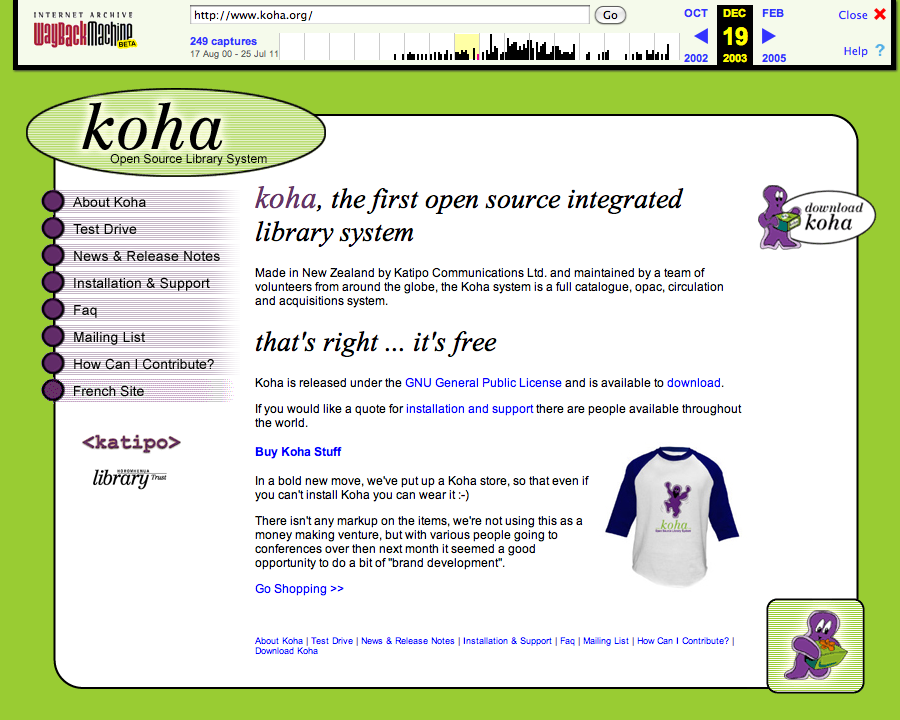 INTERNET ARCHIVE
WayBackMachine
BETA
http://www.koha.org/
Go
249 captures
17 Aug 00 - 25 Jul 11
OCT DEC FEB
19
2002 2003 2005
Close
Help ?
koha
Open Source Library System
About Koha
Test Drive
News & Release Notes
Installation & Support
Faq
Mailing List
How Can I Contribute?
French Site
<katipo>
HOROWHENUA
library Trust
koha, the first open source integrated
library system
Made in New Zealand by Katipo Communications Ltd. and maintained by a team of
volunteers from around the globe, the Koha system is a full catalogue, opac, circulation
and acquisitions system.
that's right ... it's free
Koha is released under the GNU General Public License and is available to download.
If you would like a quote for installation and support there are people available throughout
the world.
Buy Koha Stuff
In a bold new move, we've put up a Koha store, so that even if
you can't install Koha you can wear it :-)
There isn't any markup on the items, we're not using this as a
money making venture, but with various people going to
conferences over then next month it seemed a good
opportunity to do a bit of "brand development".
Go Shopping >>
koha
Open Source Library System
download
koha
About Koha | Test Drive | News & Release Notes | Installation & Support | Faq | Mailing List | How Can I Contribute? |
Download Koha